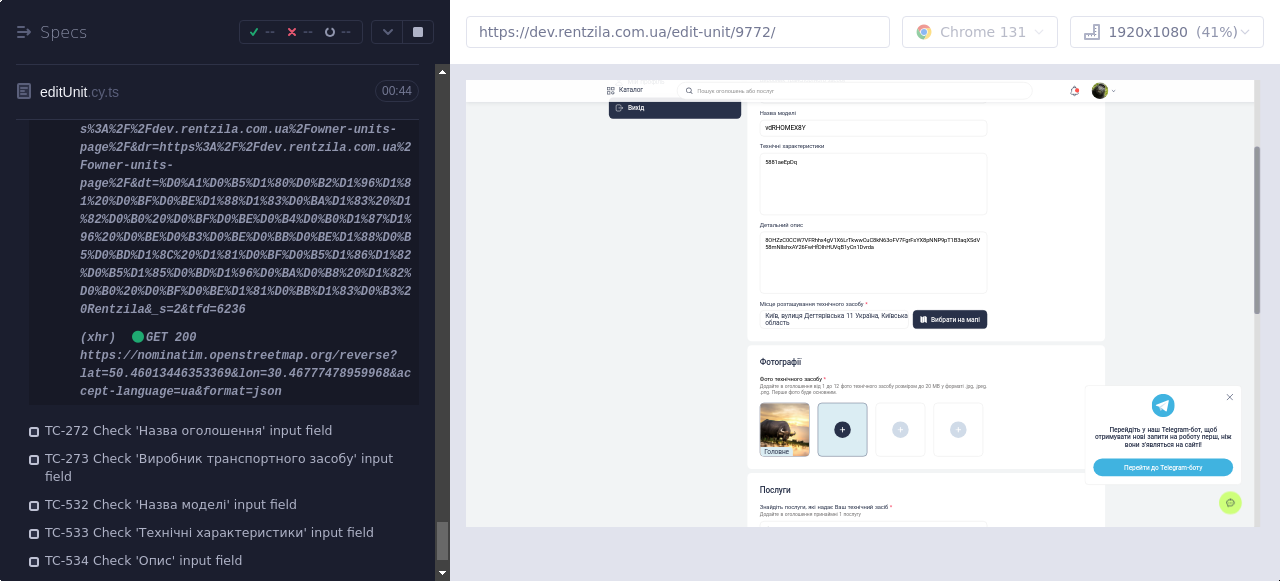 Specs
--
--
--
https://dev.rentzila.com.ua/edit-unit/9772/
Chrome 131
1920x1080 (41%)
editUnit.cy.ts
00:44
s%3A%2F%2Fdev.rentzila.com.ua%2Fowner-units-
page%2F&dr=https%3A%2F%2Fdev.rentzila.com.ua%2
Fowner-units-
page%2F&dt=%D0%A1%D0%B5%D1%80%D0%B2%D1%96%D1%8
1%20%D0%BF%D0%BE%D1%88%D1%83%D0%BA%D1%83%20%D1
%82%D0%B0%20%D0%BF%D0%BE%D0%B4%D0%B0%D1%87%D1%
96%20%D0%BE%D0%B3%D0%BE%D0%BB%D0%BE%D1%88%D0%B
5%D0%BD%D1%8C%20%D1%81%D0%BF%D0%B5%D1%86%D1%82
%D0%B5%D1%85%D0%BD%D1%96%D0%BA%D0%B8%20%D1%82%
D0%B0%20%D0%BF%D0%BE%D1%81%D0%BB%D1%83%D0%B3%2
0Rentzila&_s=2&tfd=6236
(xhr) GET 200
https://nominatim.openstreetmap.org/reverse?
lat=50.46013446353369&lon=30.46777478959968&ac
cept-language=ua&format=json
TC-272 Check 'Назва оголошення' input field
TC-273 Check 'Виробник транспортного засобу' input
field
TC-532 Check 'Назва моделі' input field
TC-533 Check 'Технічні характеристики' input field
TC-534 Check 'Опис' input field
Каталог
Пошук оголошень або послуг
Вихід
Назва моделі
vdRHOMEX8Y
Технічні характеристики
5881aeEpDq
Детальний опис
Місце розташування технічного засобу *
Київ, вулиця Дегтярівська 11 Україна, Київська
область
Вибрати на мапі
Фотографії
Фото технічного засобу *
Додайте в оголошення від 1 до 12 фото технічного засобу розміром до 20 МВ у форматі .jpg, .jpeg,
.png. Перше фото буде основним.
Головне
Послуги
Знайдіть послуги, які надає Ваш технічний засіб *
Додайте в оголошення принаймні 1 послугу
Перейдіть у наш Telegram-бот, щоб
отримувати нові запити на роботу перш, ніж
вони з'являться на сайті!
Перейти до Telegram-боту